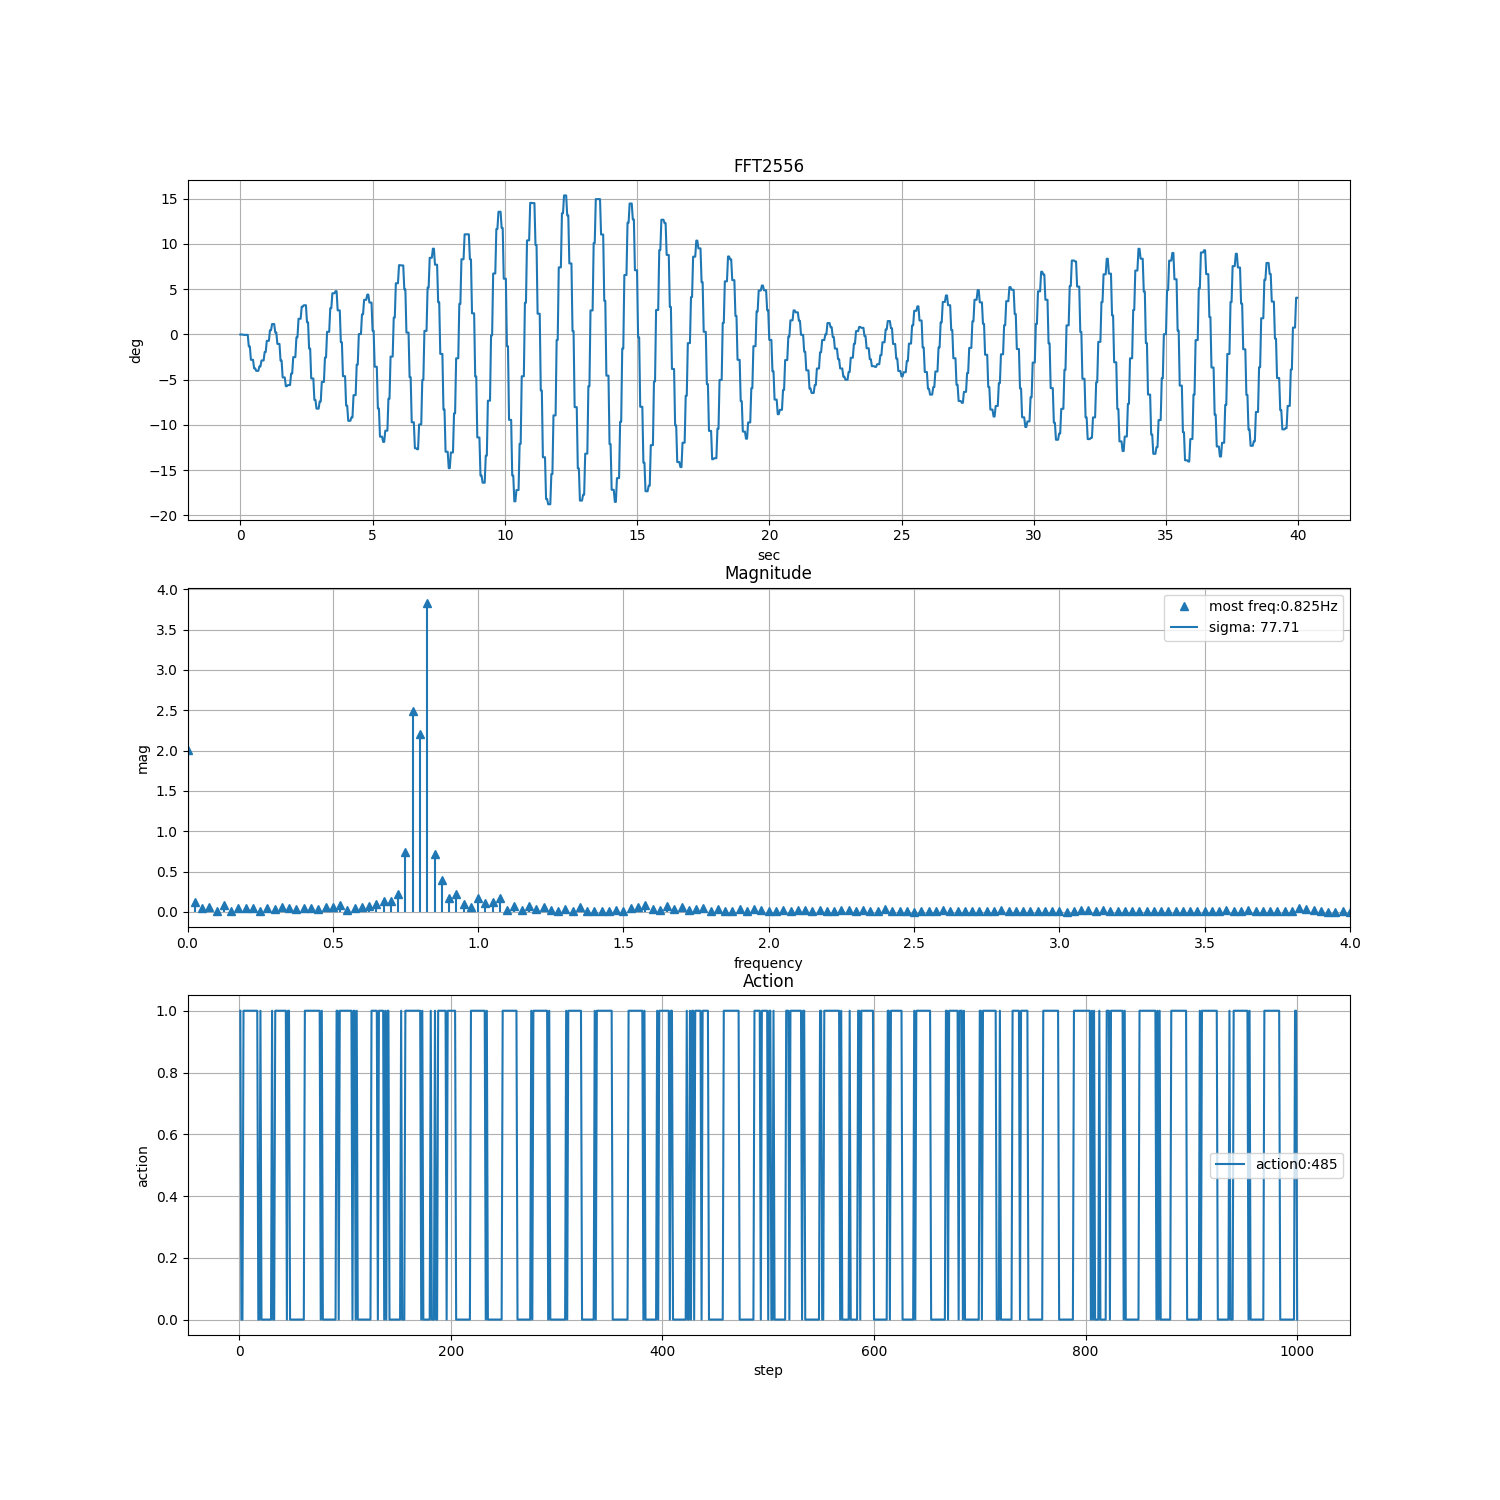 FFT2556
15
10
5
0
−5
−10
−15
−20
deg
0 5 10 15 20 25 30 35 40
sec
Magnitude
4.0
3.5
3.0
2.5
2.0
1.5
1.0
0.5
0.0
mag
most freq:0.825Hz
sigma: 77.71
0.0 0.5 1.0 1.5 2.0 2.5 3.0 3.5 4.0
frequency
Action
1.0
0.8
0.6
0.4
0.2
0.0
action
action0:485
0 200 400 600 800 1000
step